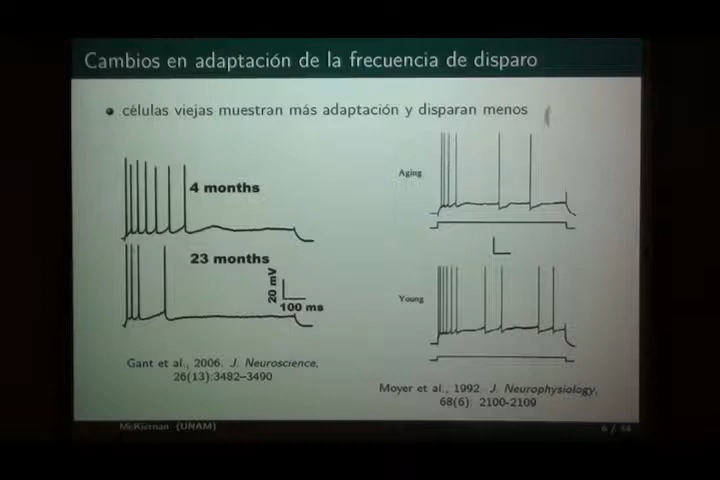 Cambios en adaptación de la frecuencia de disparo
células viejas muestran más adaptación y disparan menos
4 months
23 months
20 mV
100 ms
Gant et al., 2006. J. Neuroscience,
26(13):3482–3490
Aging
Young
Moyer et al., 1992. J. Neurophysiology,
68(6): 2100-2109
McKiernan (UNAM)